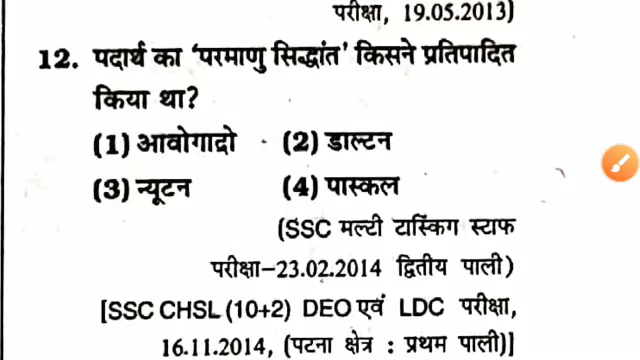 परीक्षा, 19.05.2013)
12. पदार्थ का ‘परमाणु सिद्धांत’ किसने प्रतिपादित
किया था?
(1) आवोगाद्रो (2) डाल्टन
(3) न्यूटन (4) पास्कल
(SSC मल्टी टास्किंग स्टाफ
परीक्षा–23.02.2014 द्वितीय पाली)
[SSC CHSL (10+2) DEO एवं LDC परीक्षा,
16.11.2014, (पटना क्षेत्र : प्रथम पाली)]